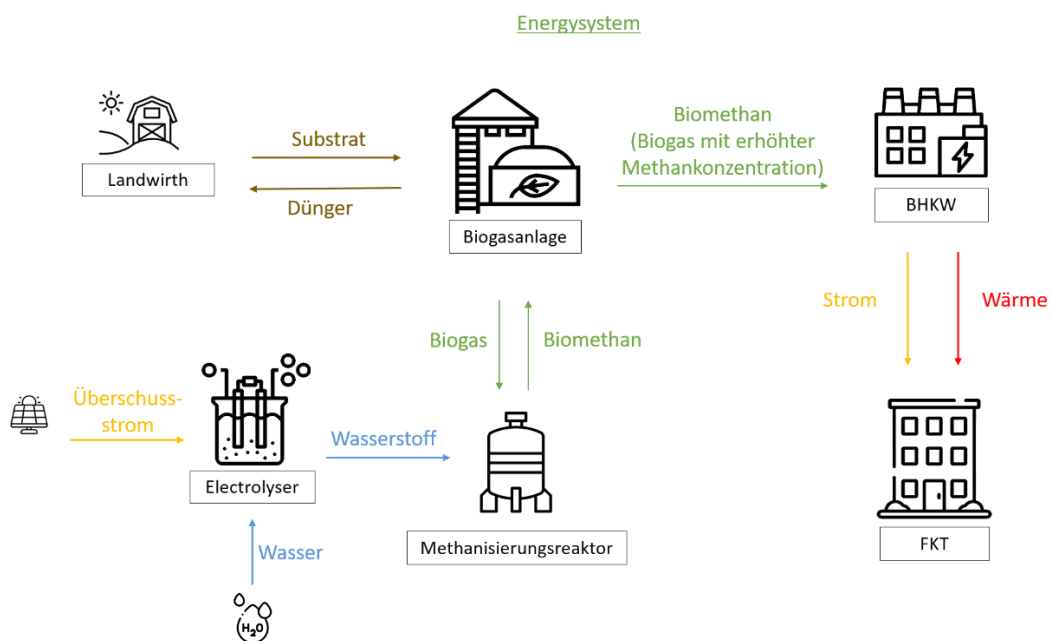 Energysystem
Landwirth
Substrat
Dünger
Biogasanlage
Biomethan
(Biogas mit erhöhter
Methankonzentration)
BHKW
Strom
Wärme
Biogas
Biomethan
Überschuss-
strom
Electrolyser
Wasserstoff
Methanisierungsreaktor
FKT
Wasser
H₂O